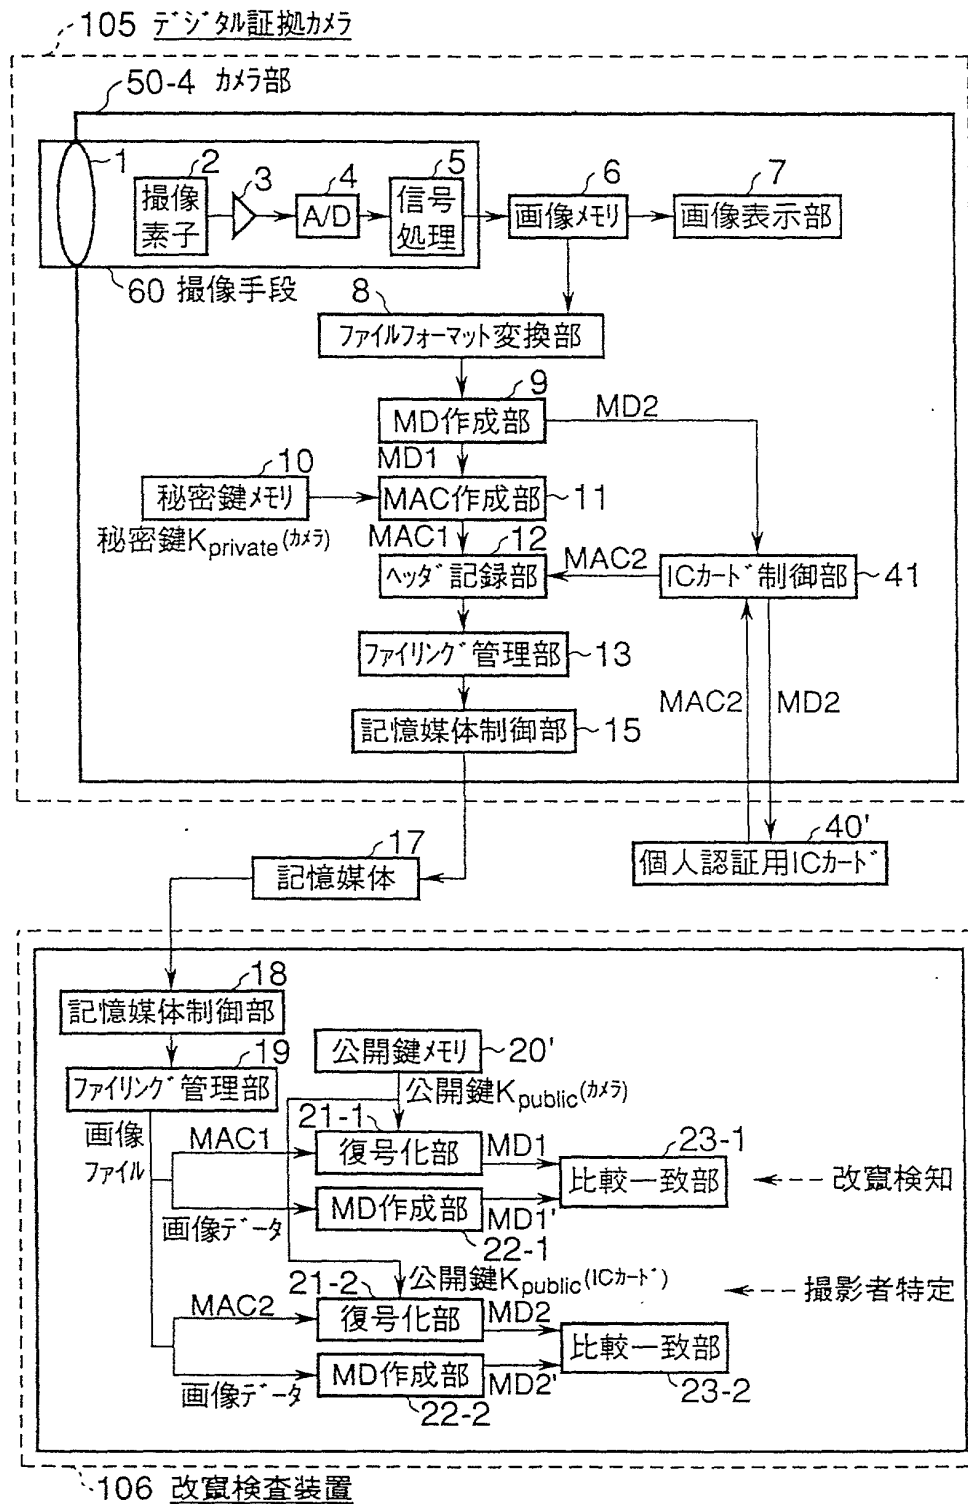 105 デジタル証拠カメラ
50-4 カメラ部
1
2
3
4
5
6
7
撮像
素子
A/D
信号
処理
画像メモリ
画像表示部
60 撮像手段
8
ファイルフォーマット変換部
9
MD作成部
MD2
MD1
10
秘密鍵メモリ
MAC作成部
11
秘密鍵Kprivate(カメラ)
MAC1
12
MAC2
ヘッダ記録部
ICカード制御部
41
ファイリング管理部
13
MAC2
MD2
記憶媒体制御部
15
17
記憶媒体
40'
個人認証用ICカード
18
記憶媒体制御部
19
ファイリング管理部
公開鍵メモリ
20'
公開鍵Kpublic(カメラ)
画像
ファイル
MAC1
21-1
復号化部
MD1
23-1
比較一致部
改竄検知
画像データ
MD作成部
MD1'
22-1
公開鍵Kpublic(ICカード)
21-2
撮影者特定
MAC2
復号化部
MD2
比較一致部
画像データ
MD作成部
MD2'
23-2
22-2
106 改竄検査装置